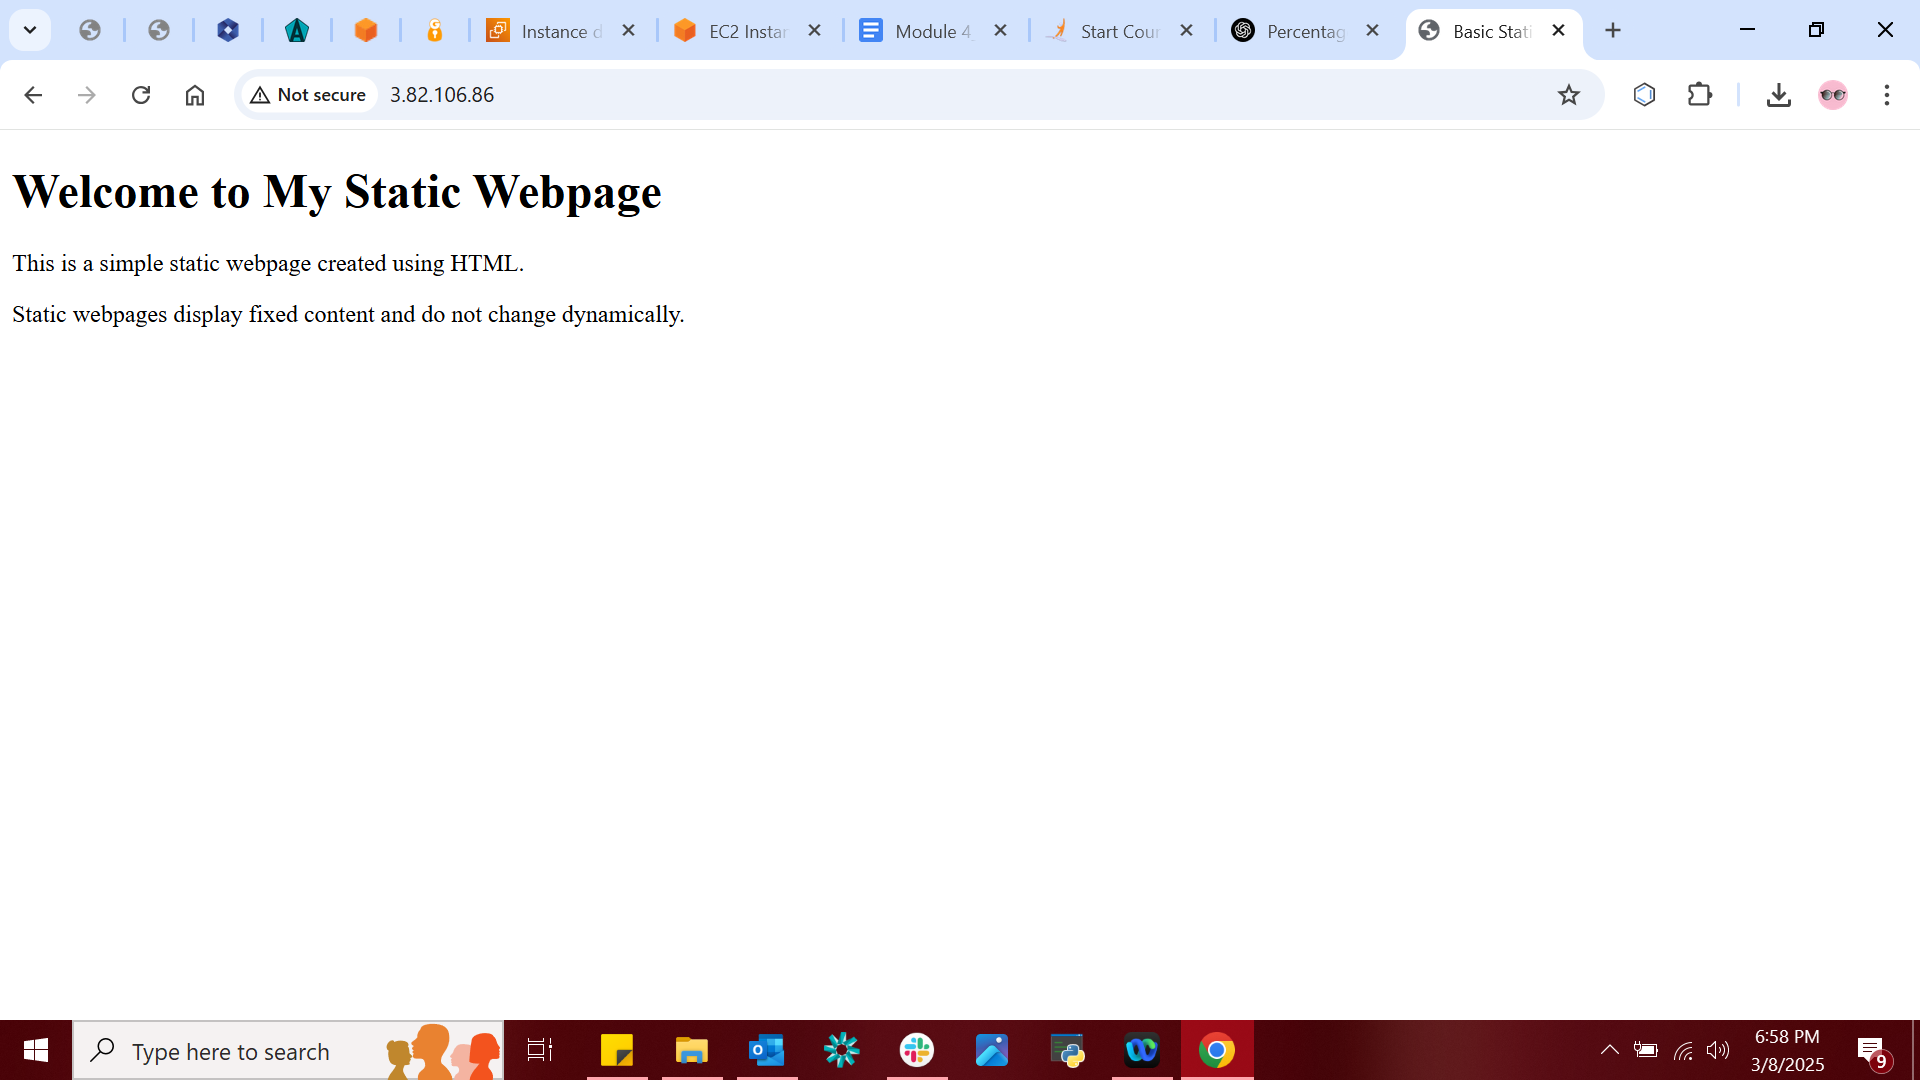 Instance d
EC2 Instan
Module 4_
Start Cour
Percentag
Basic Stati
Not secure
3.82.106.86
Welcome to My Static Webpage
This is a simple static webpage created using HTML.
Static webpages display fixed content and do not change dynamically.
Type here to search
6:58 PM
3/8/2025
9